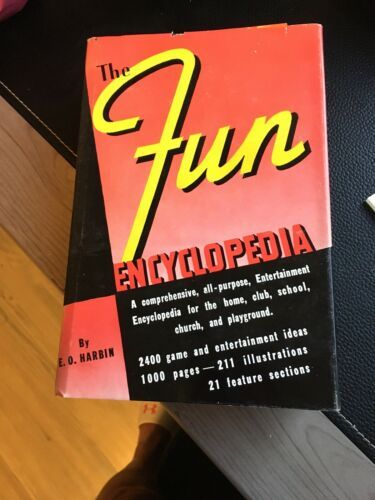 The
Fun
ENCYCLOPEDIA
A comprehensive, all-purpose, Entertainment
Encyclopedia for the home, club, school,
church, and playground.
2400 game and entertainment ideas
1000 pages — 211 illustrations
21 feature sections
By
E. O. HARBIN